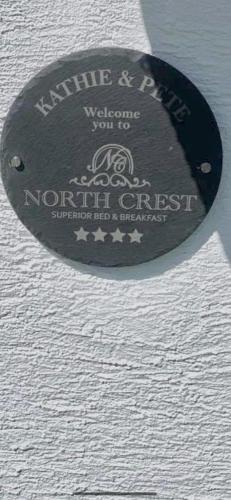 KATHIE & PETE
Welcome
you to
NC
NORTH CREST
SUPERIOR BED & BREAKFAST